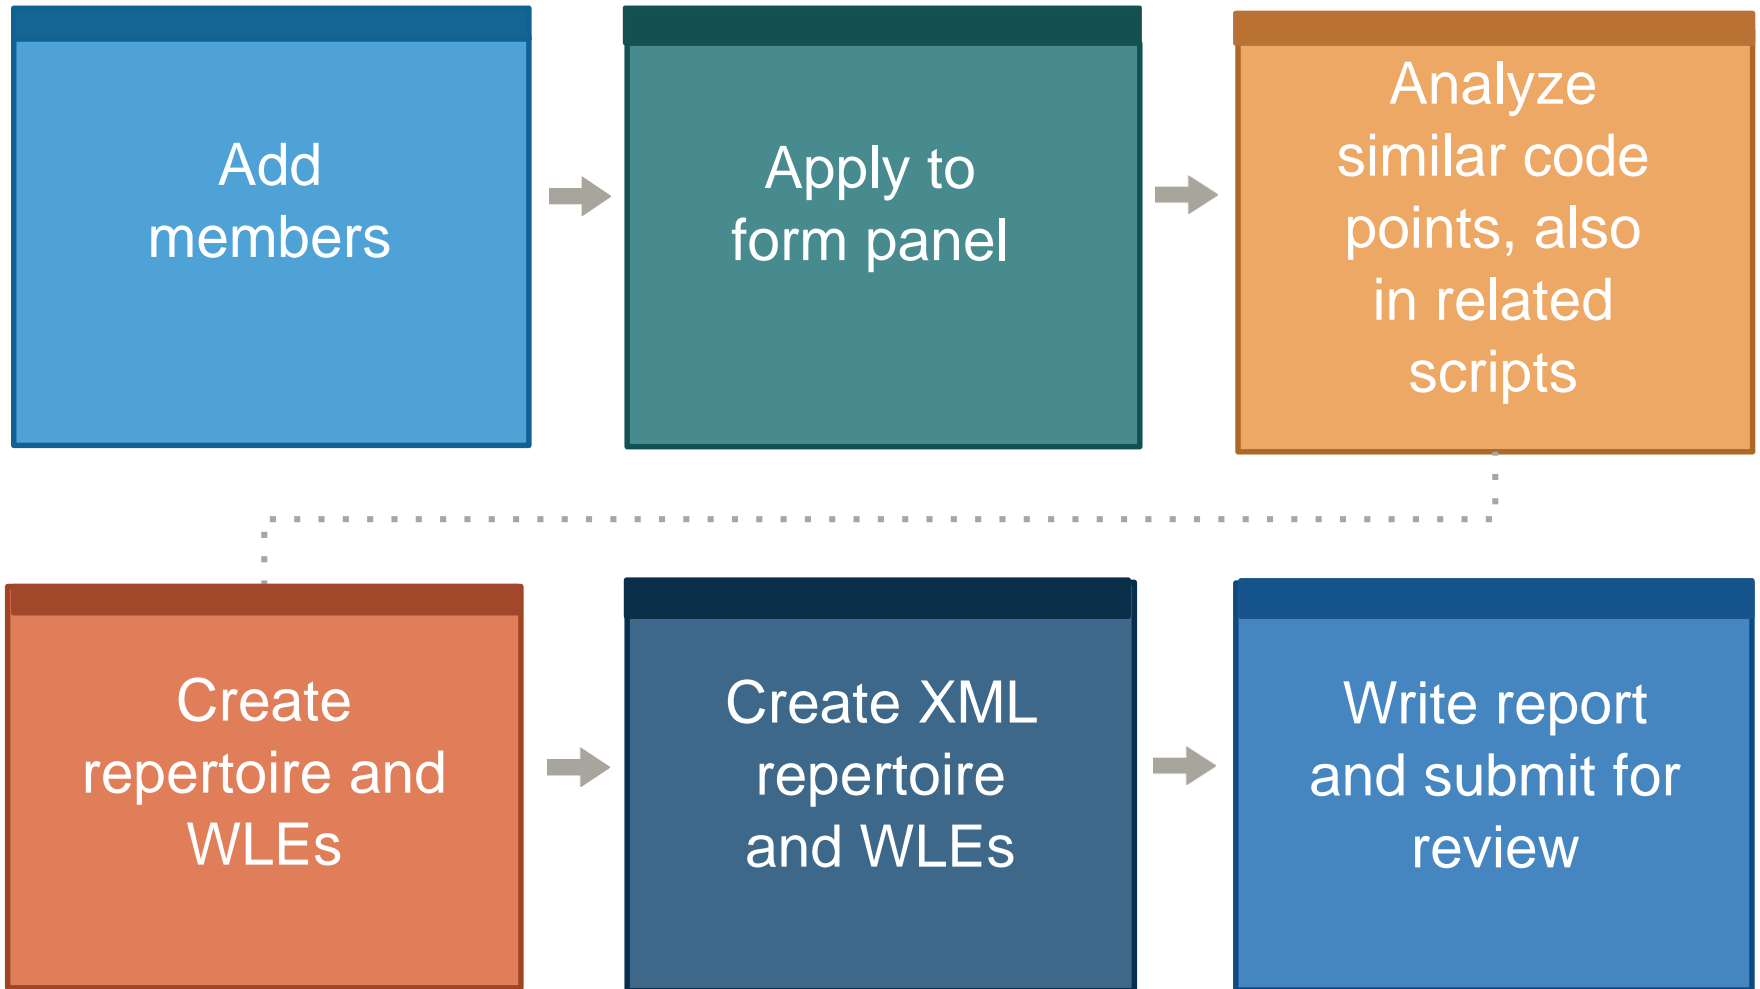 Add
members
Apply to
form panel
Analyze
similar code
points, also
in related
scripts
Create
repertoire and
WLEs
Create XML
repertoire
and WLEs
Write report
and submit for
review